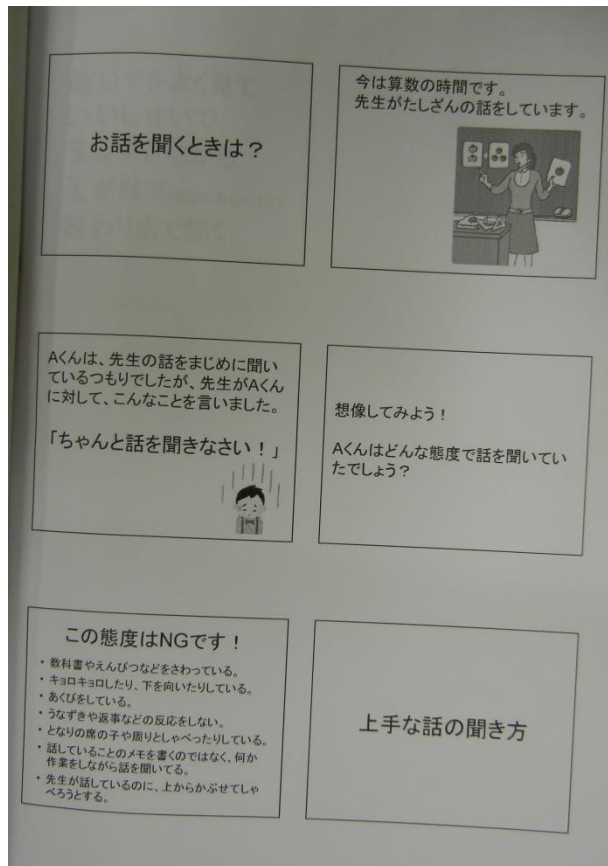 お話を聞くときは？
今は算数の時間です。
先生がたしざんの話をしています。
Aくんは、先生の話をまじめに聞い
ているつもりでしたが、先生がAくん
に対して、こんなことを言いました。
「ちゃんと話を聞きなさい！」
想像してみよう！
Aくんはどんな態度で話を聞いてい
たでしょう？
この態度はNGです！
・教科書やえんぴつなどをさわっている。
・キョロキョロしたり、下を向いたりしている。
・あくびをしている。
・うなずきや返事などの反応をしない。
・となりの席の子や周りとしゃべったりしている。
・話していることのメモを書くのではなく、何か
作業をしながら話を聞いてる。
・先生が話しているのに、上からかぶせてしゃ
べろうとする。
上手な話の聞き方